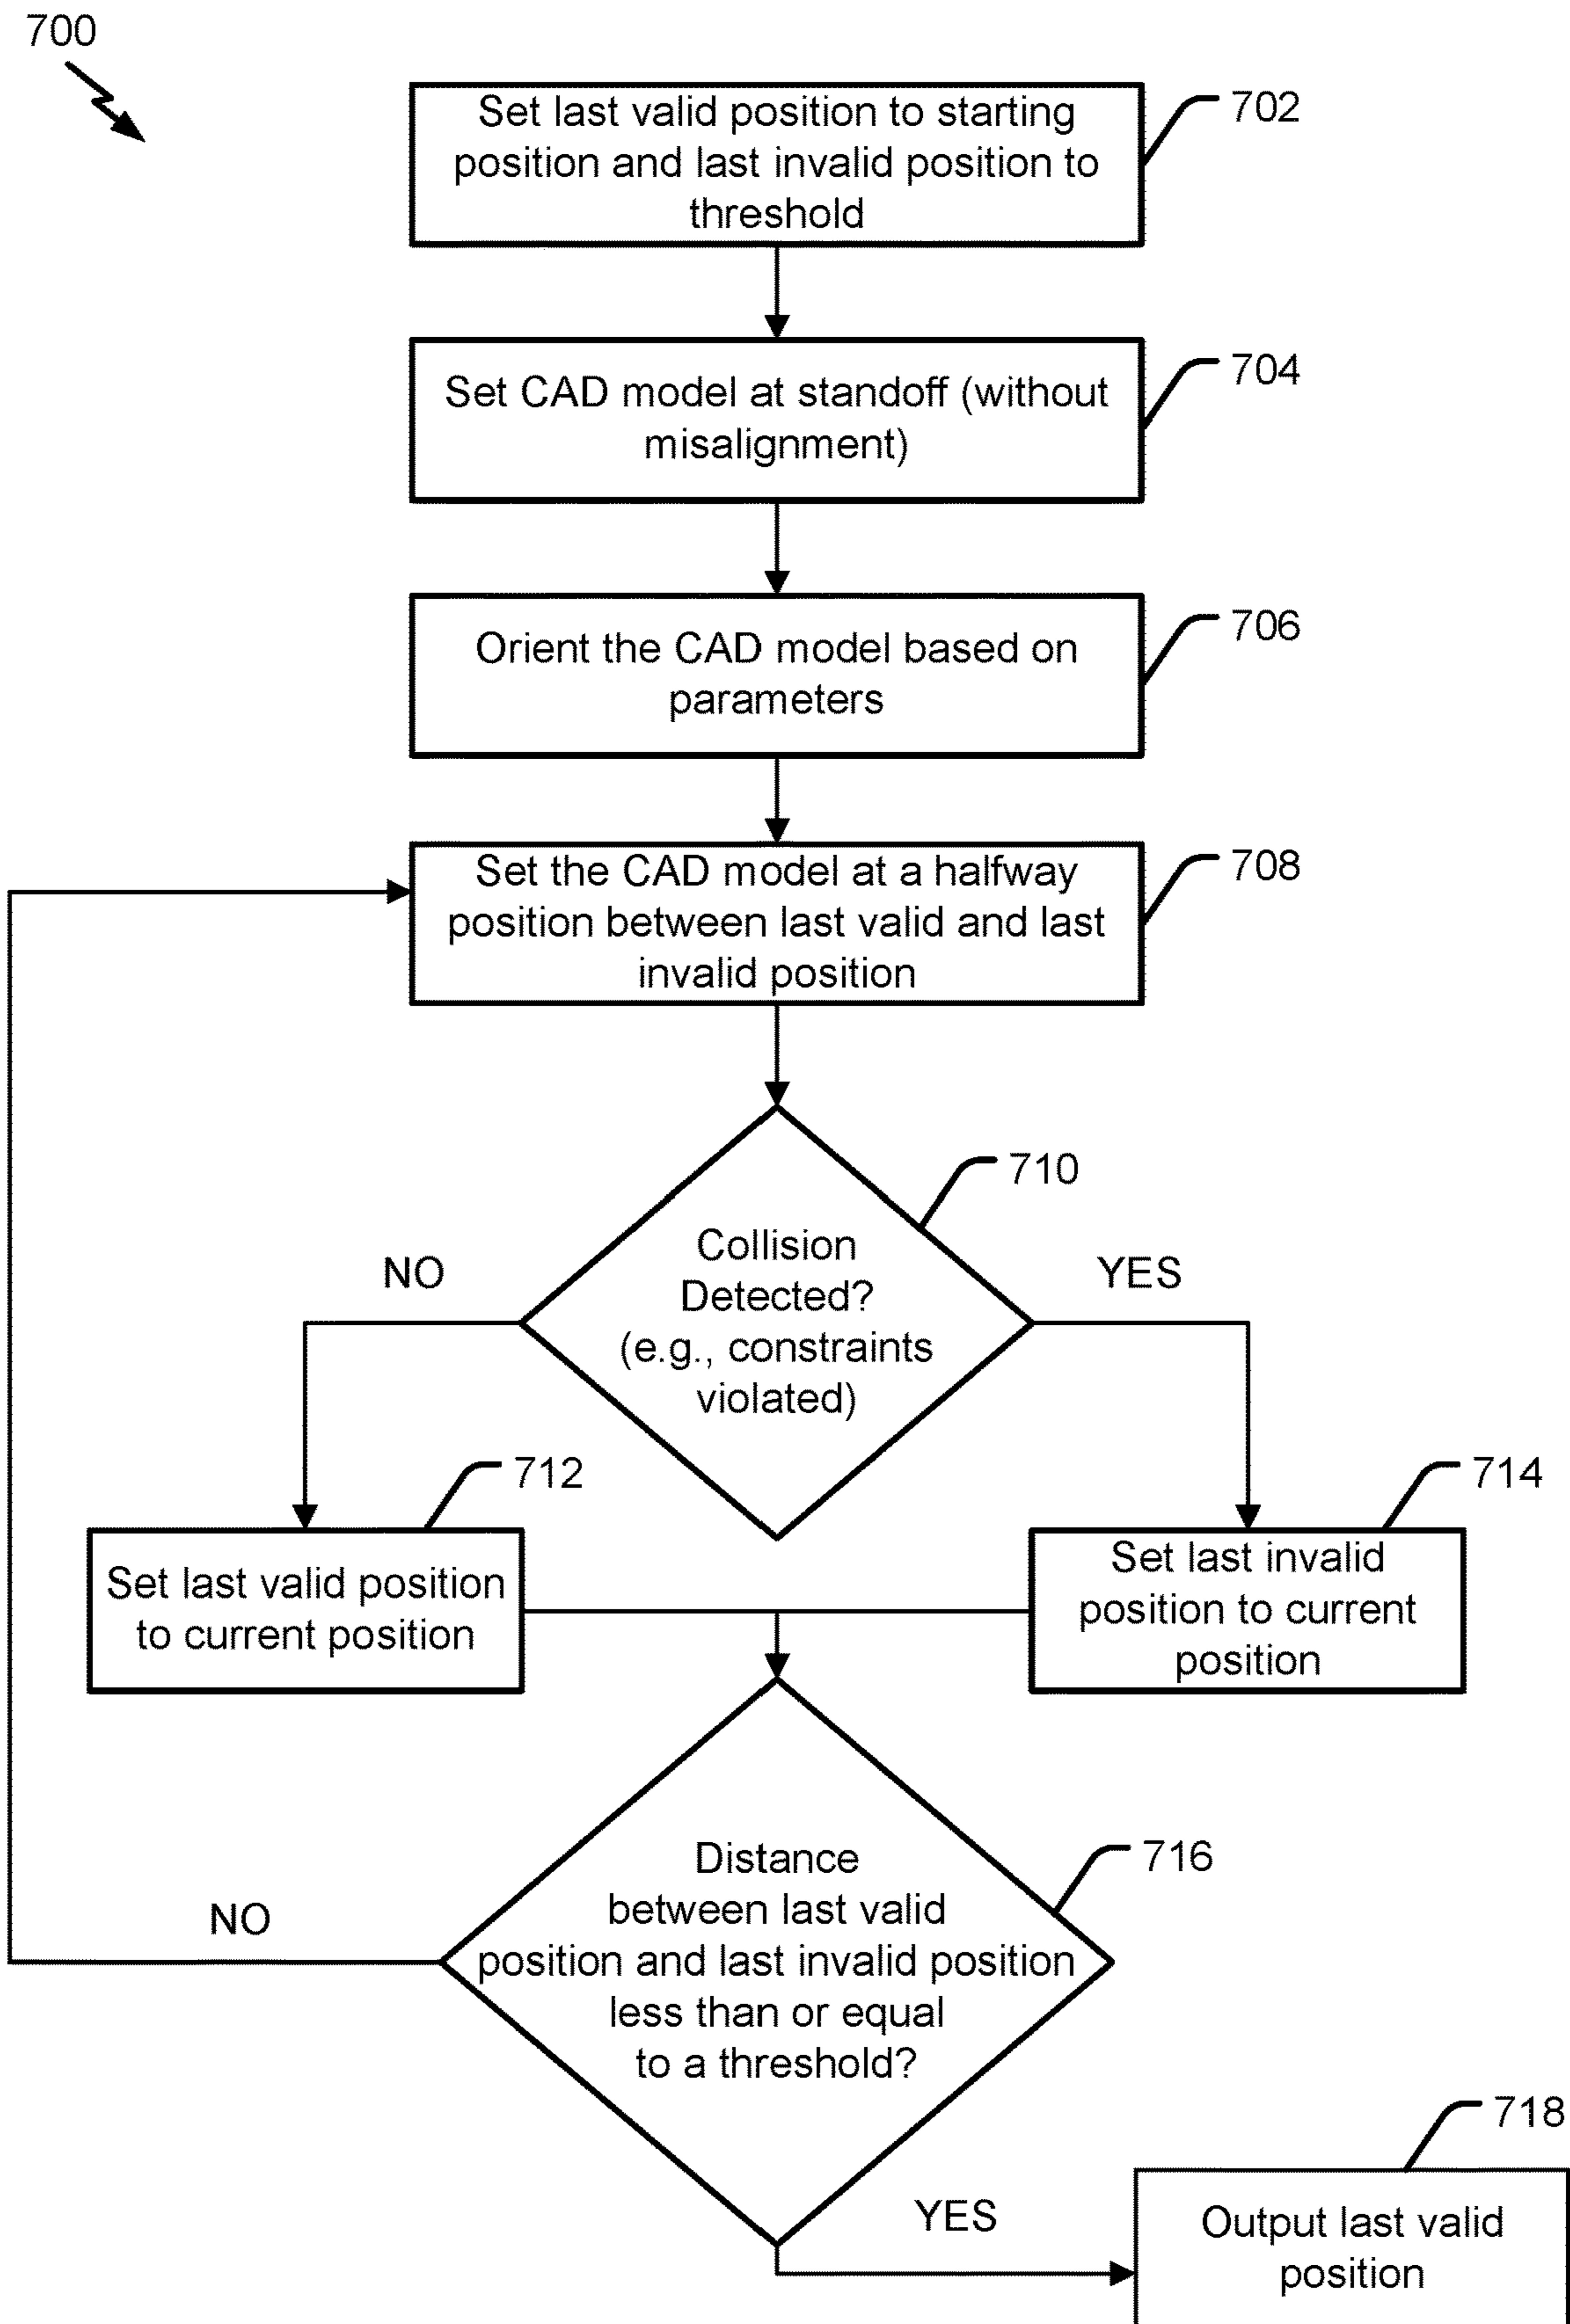 700
Set last valid position to starting
position and last invalid position to
threshold
702
Set CAD model at standoff (without
misalignment)
704
Orient the CAD model based on
parameters
706
Set the CAD model at a halfway
position between last valid and last
invalid position
708
Collision
Detected?
(e.g., constraints
violated)
710
NO
YES
Set last valid position
to current position
712
Set last invalid
position to current
position
714
Distance
between last valid
position and last invalid position
less than or equal
to a threshold?
716
NO
YES
Output last valid
position
718